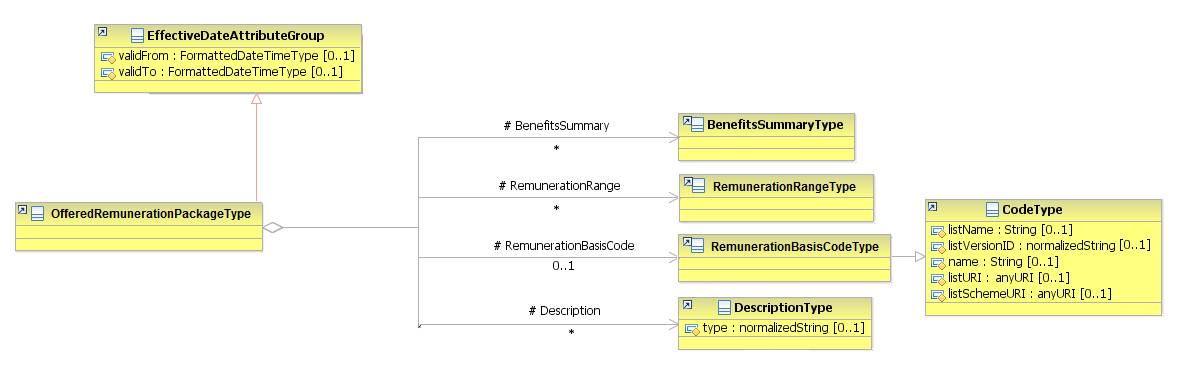 EffectiveDateAttributeGroup
validFrom : FormattedDateTimeType [0..1]
validTo : FormattedDateTimeType [0..1]
# BenefitsSummary
*
BenefitsSummaryType
# RemunerationRange
*
RemunerationRangeType
OfferedRemunerationPackageType
# RemunerationBasisCode
0..1
RemunerationBasisCodeType
CodeType
listName : String [0..1]
listVersionID : normalizedString [0..1]
name : String [0..1]
listURI : anyURI [0..1]
listSchemeURI : anyURI [0..1]
# Description
*
DescriptionType
type : normalizedString [0..1]